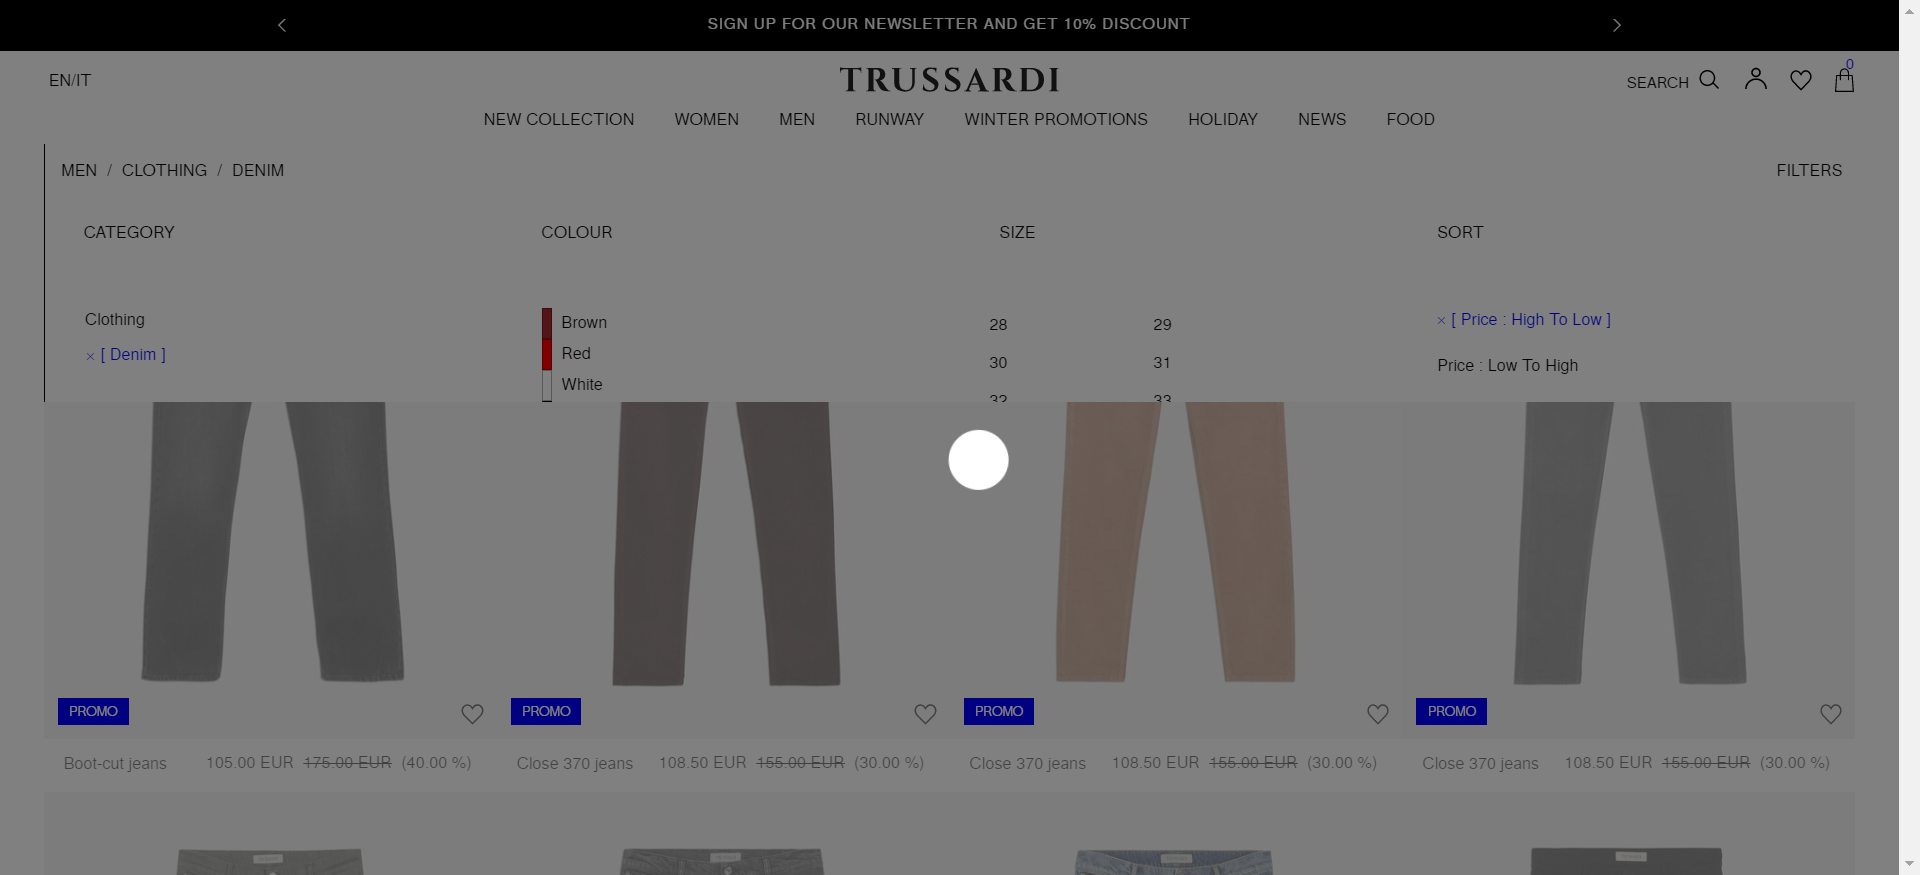 SIGN UP FOR OUR NEWSLETTER AND GET 10% DISCOUNT
EN/IT
TRUSSARDI
SEARCH
0
NEW COLLECTION WOMEN MEN RUNWAY WINTER PROMOTIONS HOLIDAY NEWS FOOD
MEN / CLOTHING / DENIM
FILTERS
CATEGORY
Clothing
× [ Denim ]
COLOUR
Brown
Red
White
SIZE
28 29
30 31
32 33
SORT
× [ Price : High To Low ]
Price : Low To High
PROMO
Boot-cut jeans 105.00 EUR 175.00 EUR (40.00 %)
PROMO
Close 370 jeans 108.50 EUR 155.00 EUR (30.00 %)
PROMO
Close 370 jeans 108.50 EUR 155.00 EUR (30.00 %)
PROMO
Close 370 jeans 108.50 EUR 155.00 EUR (30.00 %)